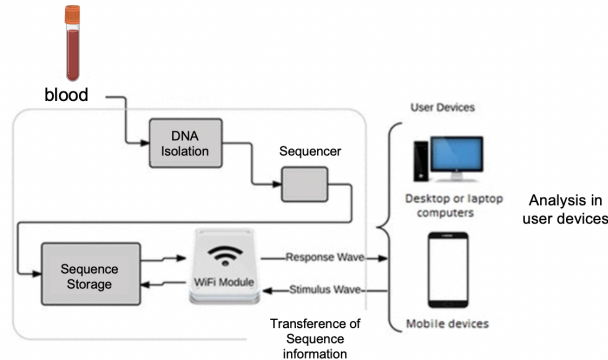 blood
DNA
Isolation
Sequencer
Sequence
Storage
WiFi Module
Response Wave
Stimulus Wave
Transference of
Sequence
information
User Devices
Desktop or laptop
computers
Mobile devices
Analysis in
user devices